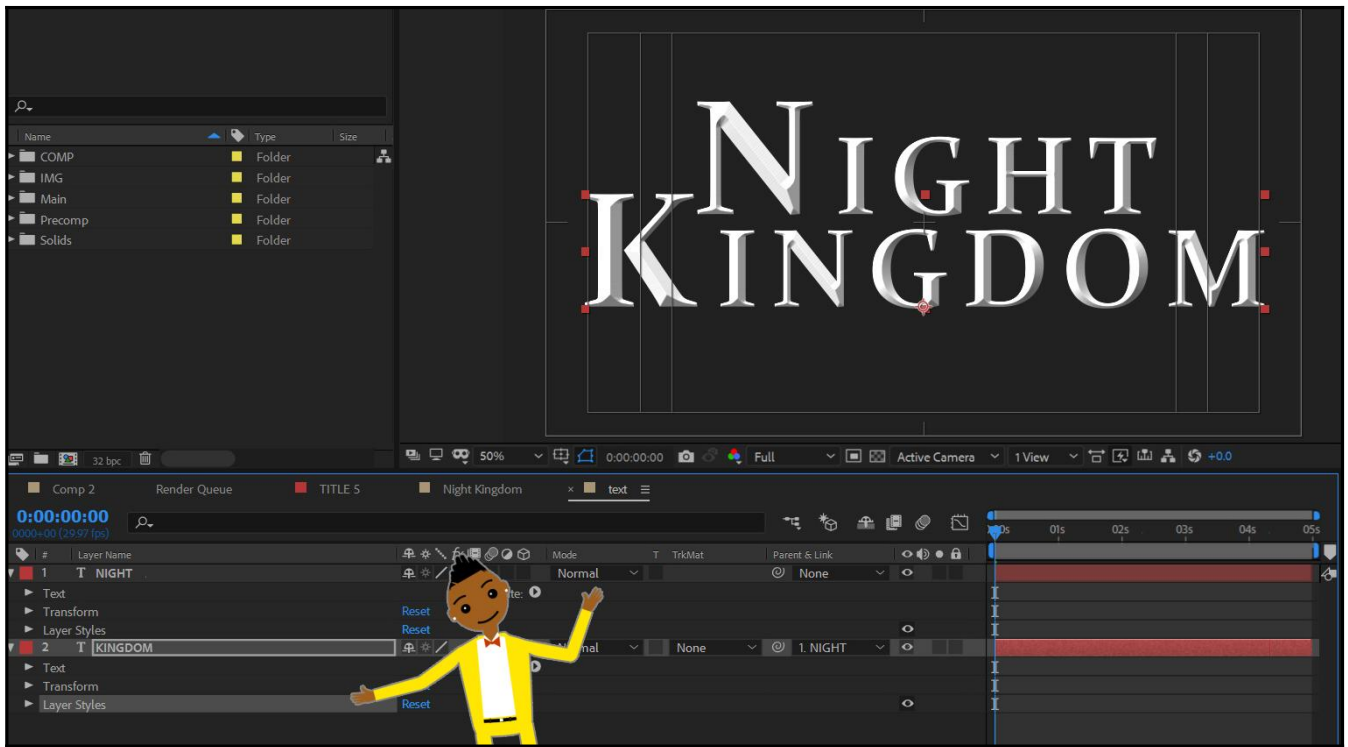 NIGHT
KINGDOM
Name Type Size
COMP Folder
IMG Folder
Main Folder
Precomp Folder
Solids Folder
32 bpc
50% 0:00:00:00 Full Active Camera 1 View +0.0
Comp 2 Render Queue TITLE 5 Night Kingdom × text
0:00:00:00
0000+00 (29.97 fps)
01s 02s 03s 04s 05s
# Layer Name Mode T TrkMat Parent & Link
1 T NIGHT Normal None
Text
Transform Reset
Layer Styles Reset
2 T KINGDOM None 1. NIGHT
Text
Transform
Layer Styles Reset